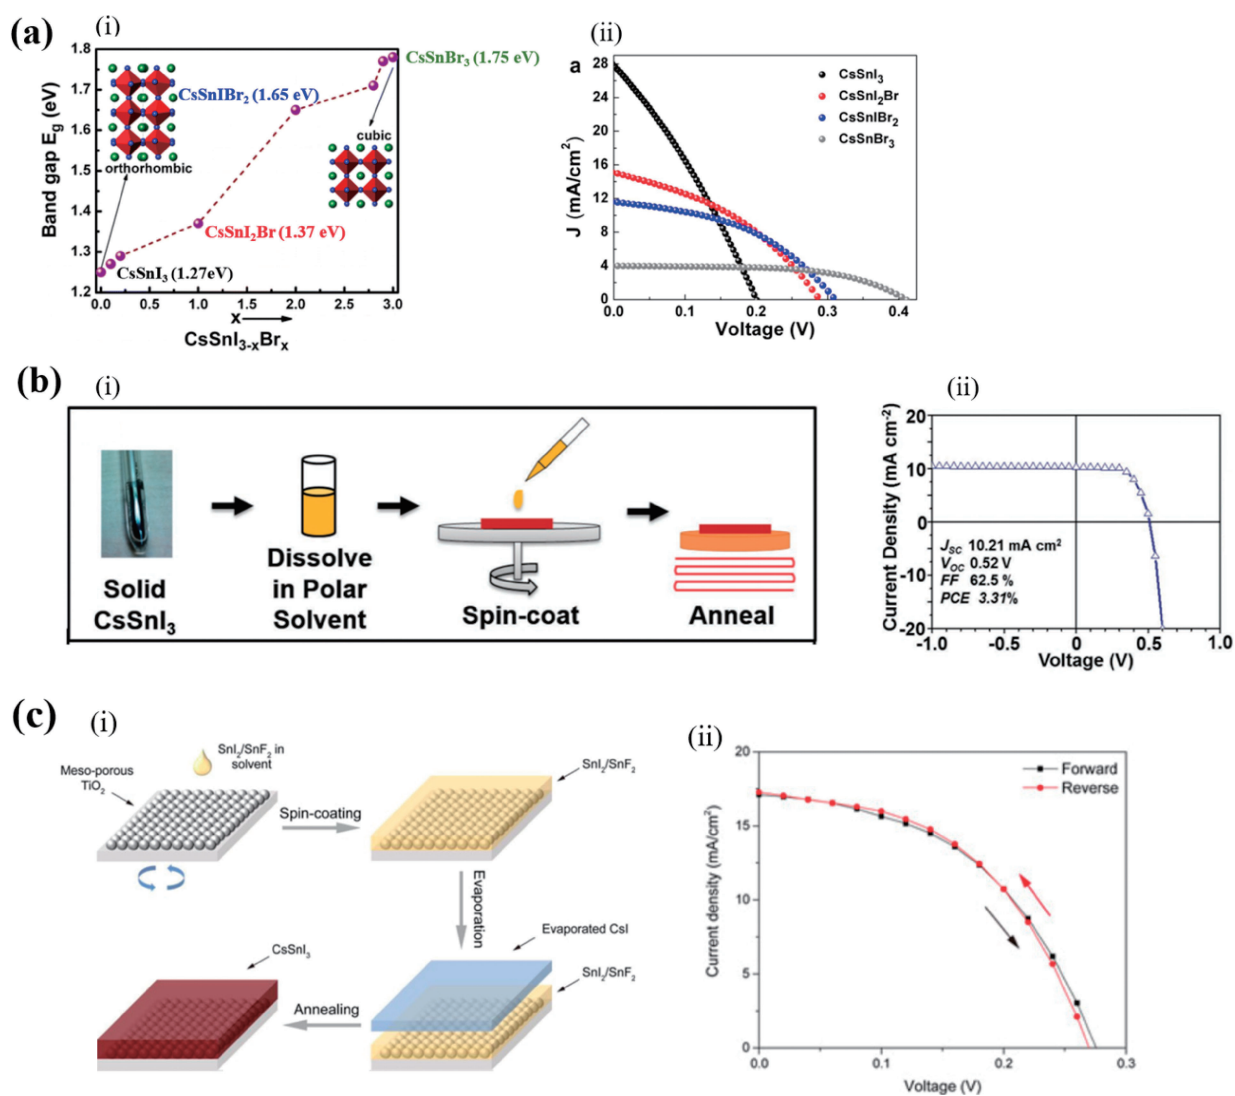 (a)
(i)
1.8
1.7
1.6
1.5
1.4
1.3
1.2
Band gap E_g (eV)
CsSnBr₃ (1.75 eV)
CsSnIBr₂ (1.65 eV)
cubic
orthorhombic
CsSnI₂Br (1.37 eV)
CsSnI₃ (1.27eV)
0.0 0.5 1.0 1.5 2.0 2.5 3.0
x
CsSnI₃₋ₓBrₓ
(ii)
a
28
24
20
16
12
8
4
0
J (mA/cm²)
CsSnI₃
CsSnI₂Br
CsSnIBr₂
CsSnBr₃
0.0 0.1 0.2 0.3 0.4
Voltage (V)
(b)
(i)
Solid
CsSnI₃
Dissolve
in Polar
Solvent
Spin-coat
Anneal
(ii)
20
10
0
-10
-20
Current Density (mA cm⁻²)
J_SC 10.21 mA cm²
V_OC 0.52 V
FF 62.5 %
PCE 3.31%
-1.0 -0.5 0 0.5 1.0
Voltage (V)
(c)
(i)
SnI₂/SnF₂ in
solvent
Meso-porous
TiO₂
Spin-coating
SnI₂/SnF₂
Evaporation
Evaporated CsI
SnI₂/SnF₂
Annealing
CsSnI₃
(ii)
20
15
10
5
0
Current density (mA/cm²)
Forward
Reverse
0.0 0.1 0.2 0.3
Voltage (V)